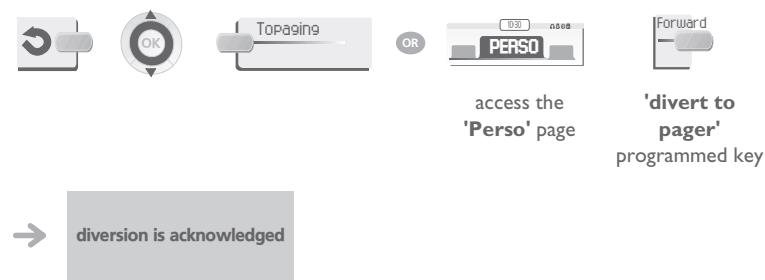 OK
Topaging
OR
10:30
PERSO
Forward
access the
'Perso' page
'divert to
pager'
programmed key
diversion is acknowledged